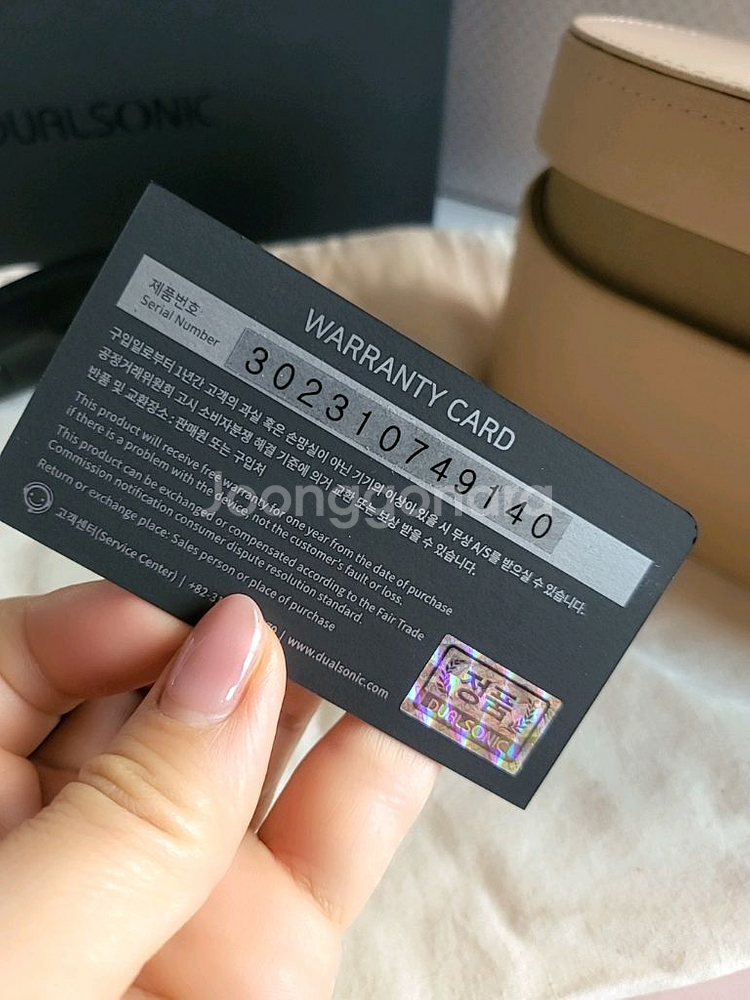 DUALSONIC
WARRANTY CARD
제품번호
Serial Number
302310749140
구입일로부터 1년간 고객의 과실 혹은 손망실이 아닌 기기의 이상이 있을 시 무상 A/S를 받으실 수 있습니다.
공정거래위원회 고시 소비자분쟁 해결 기준에 의거 교환 또는 보상 받을 수 있습니다.
반품 및 교환장소 : 판매원 또는 구입처
This product will receive free warranty for one year from the date of purchase
if there is a problem with the device not the customer's fault or loss.
This product can be exchanged or compensated according to the Fair Trade
Commission notification consumer dispute resolution standard.
Return or exchange place: Sales person or place of purchase
고객센터(Service Center) | +82-3 | www.dualsonic.com
정품
DUALSONIC
Joonggonara